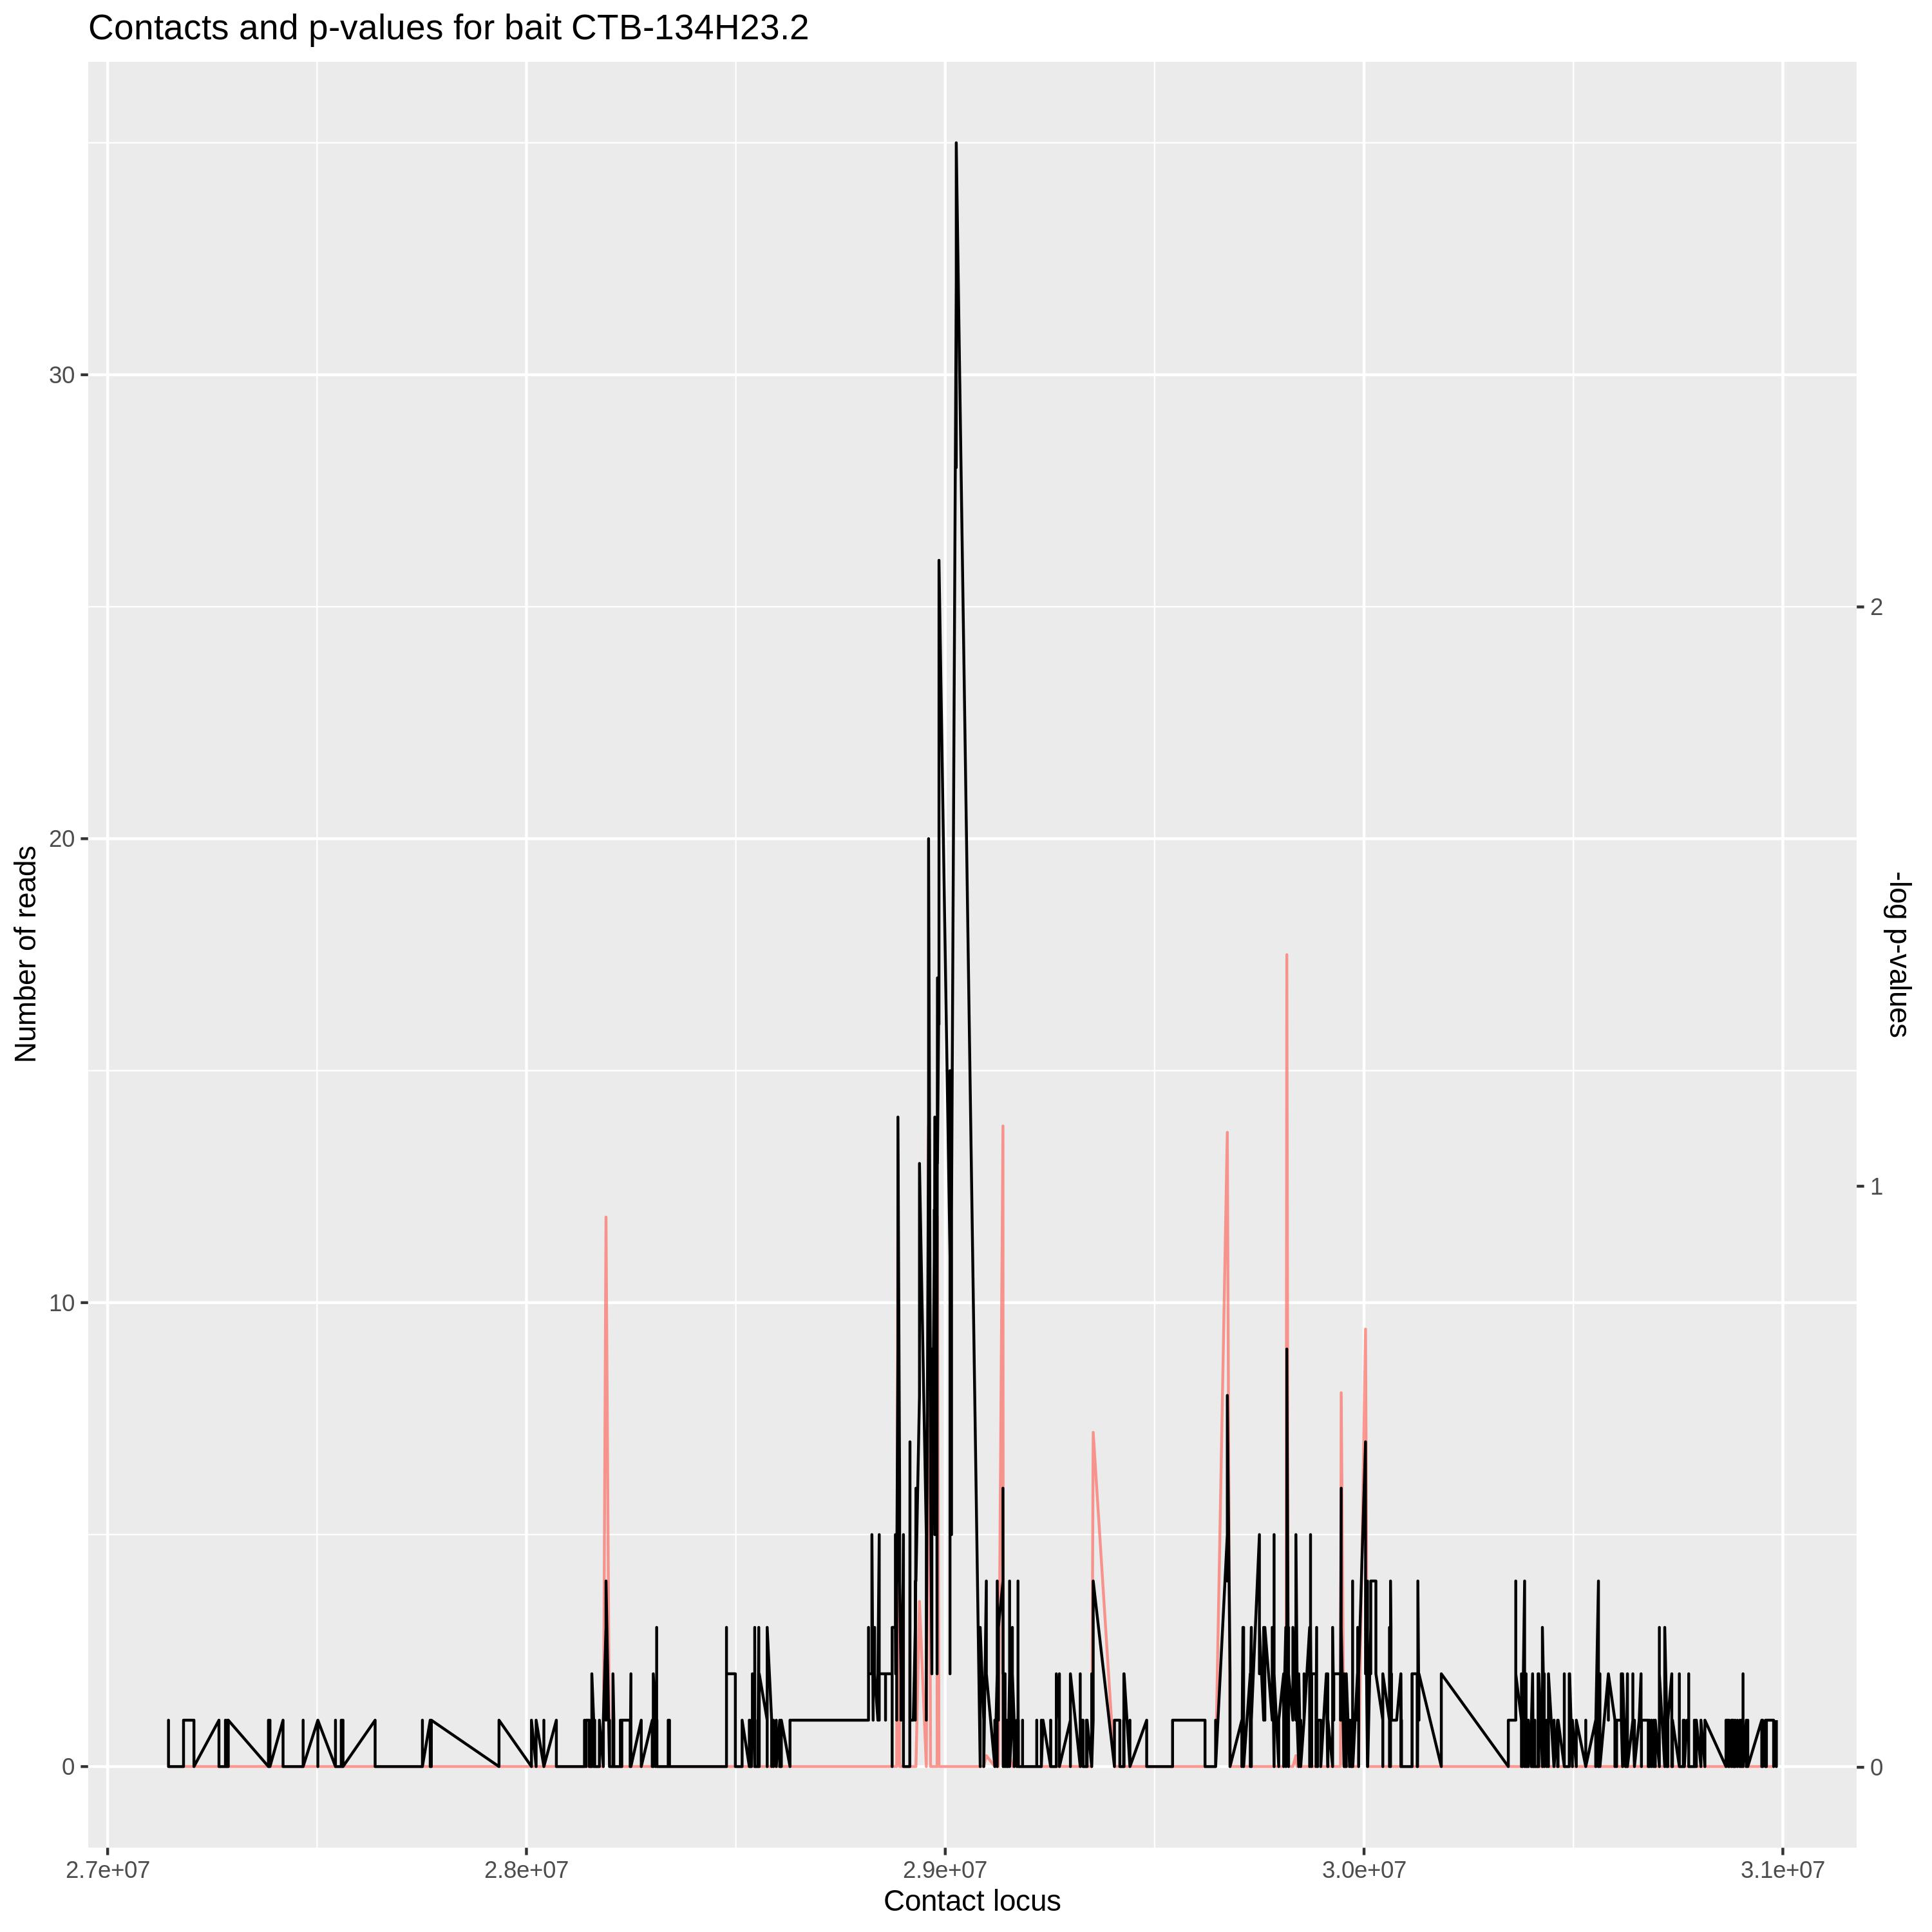 Contacts and p-values for bait CTB-134H23.2
Number of reads
30
20
10
0
2
1
0
-log p-values
2.7e+07 2.8e+07 2.9e+07 3.0e+07 3.1e+07
Contact locus